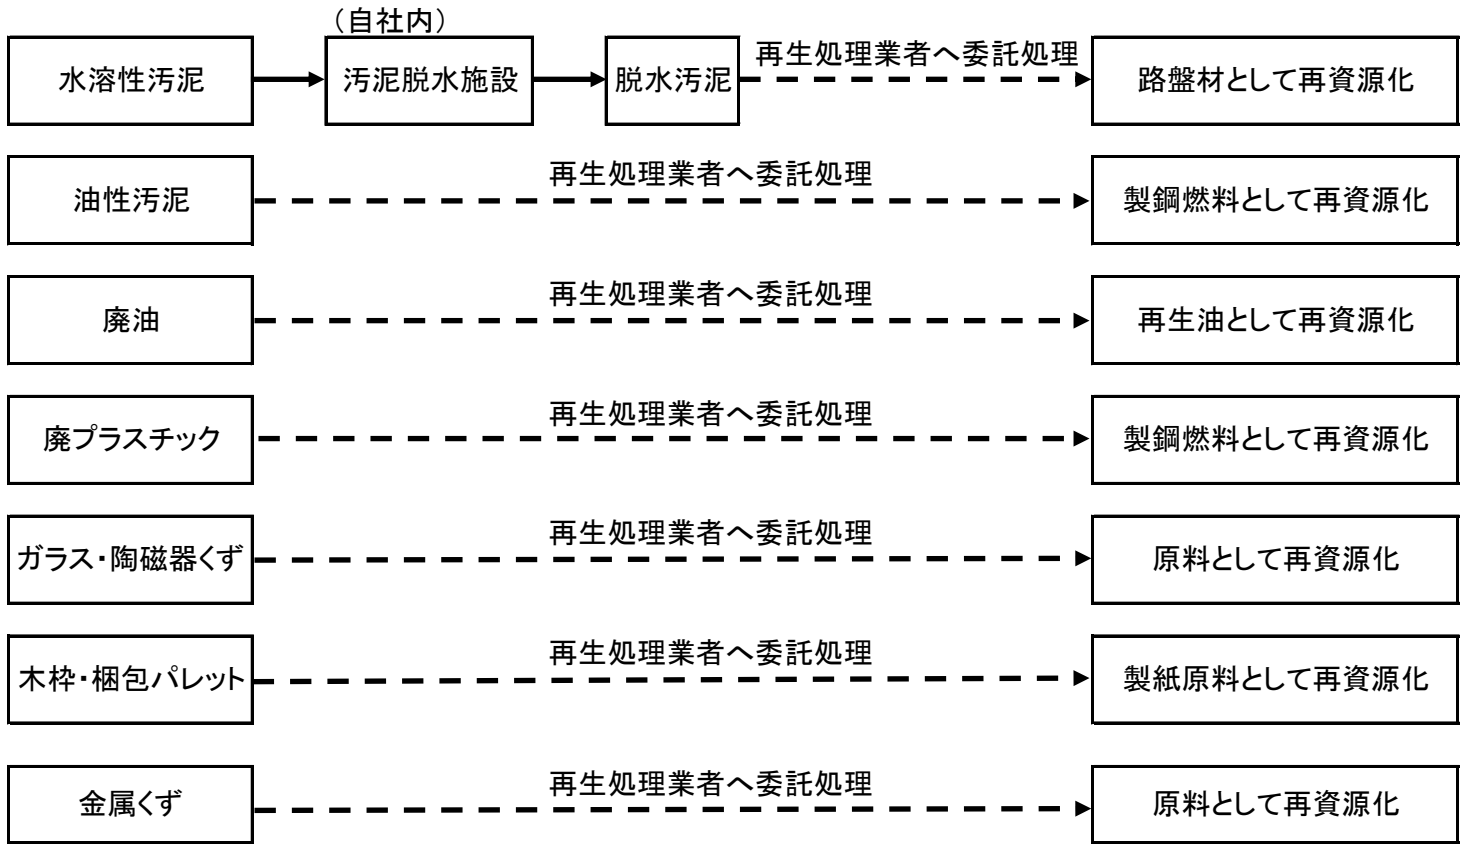 （自社内）
水溶性汚泥
汚泥脱水施設
脱水汚泥
再生処理業者へ委託処理
路盤材として再資源化
油性汚泥
再生処理業者へ委託処理
製鋼燃料として再資源化
廃油
再生処理業者へ委託処理
再生油として再資源化
廃プラスチック
再生処理業者へ委託処理
製鋼燃料として再資源化
ガラス・陶磁器くず
再生処理業者へ委託処理
原料として再資源化
木枠・梱包パレット
再生処理業者へ委託処理
製紙原料として再資源化
金属くず
再生処理業者へ委託処理
原料として再資源化